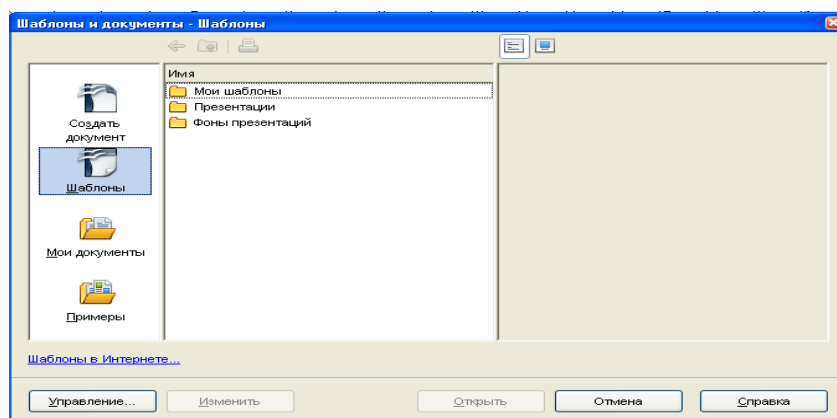 Шаблоны и документы - Шаблоны
Имя
Мои шаблоны
Презентации
Фоны презентаций
Создать
документ
Шаблоны
Мои документы
Примеры
Шаблоны в Интернете...
Управление...
Изменить
Открыть
Отмена
Справка